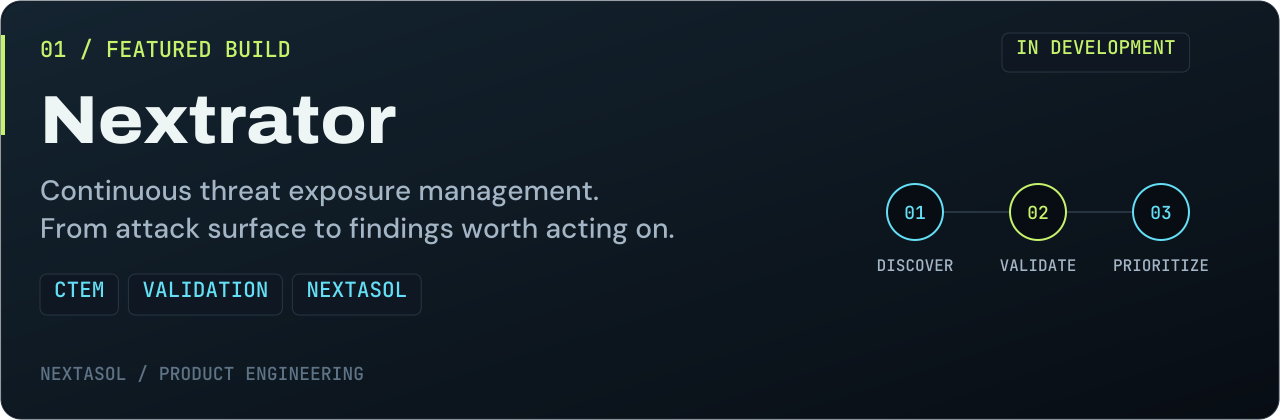 01 / FEATURED BUILD
IN DEVELOPMENT
Nextrator
Continuous threat exposure management.
From attack surface to findings worth acting on.
01 02 03
DISCOVER VALIDATE PRIORITIZE
CTEM VALIDATION NEXTASOL
NEXTASOL / PRODUCT ENGINEERING